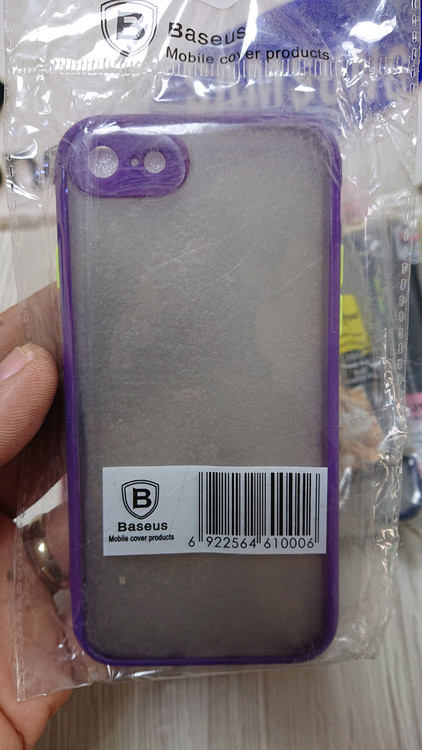 B
Baseus
Mobile cover products
B
Baseus
Mobile cover products
6 922564 610006